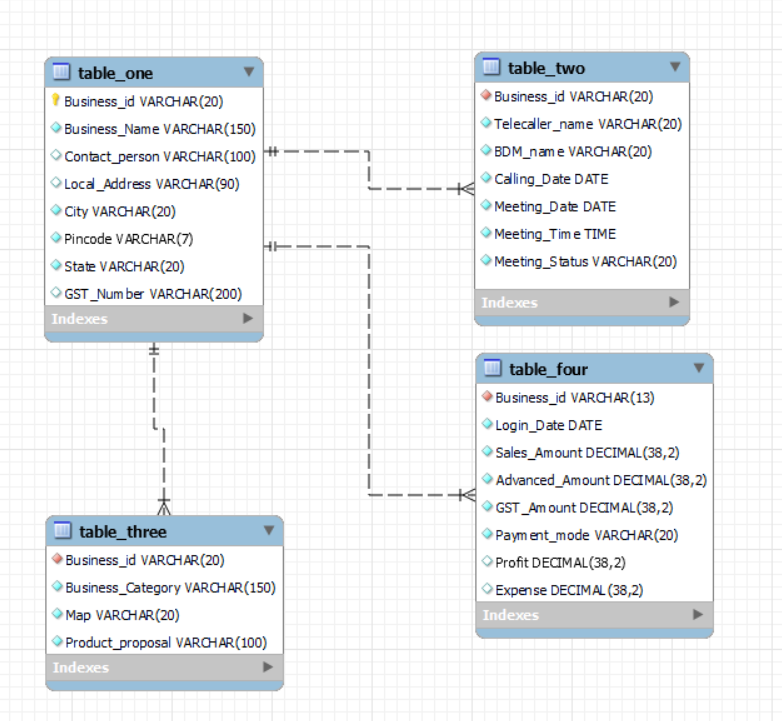 table_one
Business_id VARCHAR(20)
Business_Name VARCHAR(150)
Contact_person VARCHAR(100)
Local_Address VARCHAR(90)
City VARCHAR(20)
Pincode VARCHAR(7)
State VARCHAR(20)
GST_Number VARCHAR(200)
Indexes
table_two
Business_id VARCHAR(20)
Telecaller_name VARCHAR(20)
BDM_name VARCHAR(20)
Calling_Date DATE
Meeting_Date DATE
Meeting_Time TIME
Meeting_Status VARCHAR(20)
Indexes
table_three
Business_id VARCHAR(20)
Business_Category VARCHAR(150)
Map VARCHAR(20)
Product_proposal VARCHAR(100)
Indexes
table_four
Business_id VARCHAR(13)
Login_Date DATE
Sales_Amount DECIMAL(38,2)
Advanced_Amount DECIMAL(38,2)
GST_Amount DECIMAL(38,2)
Payment_mode VARCHAR(20)
Profit DECIMAL(38,2)
Expense DECIMAL(38,2)
Indexes